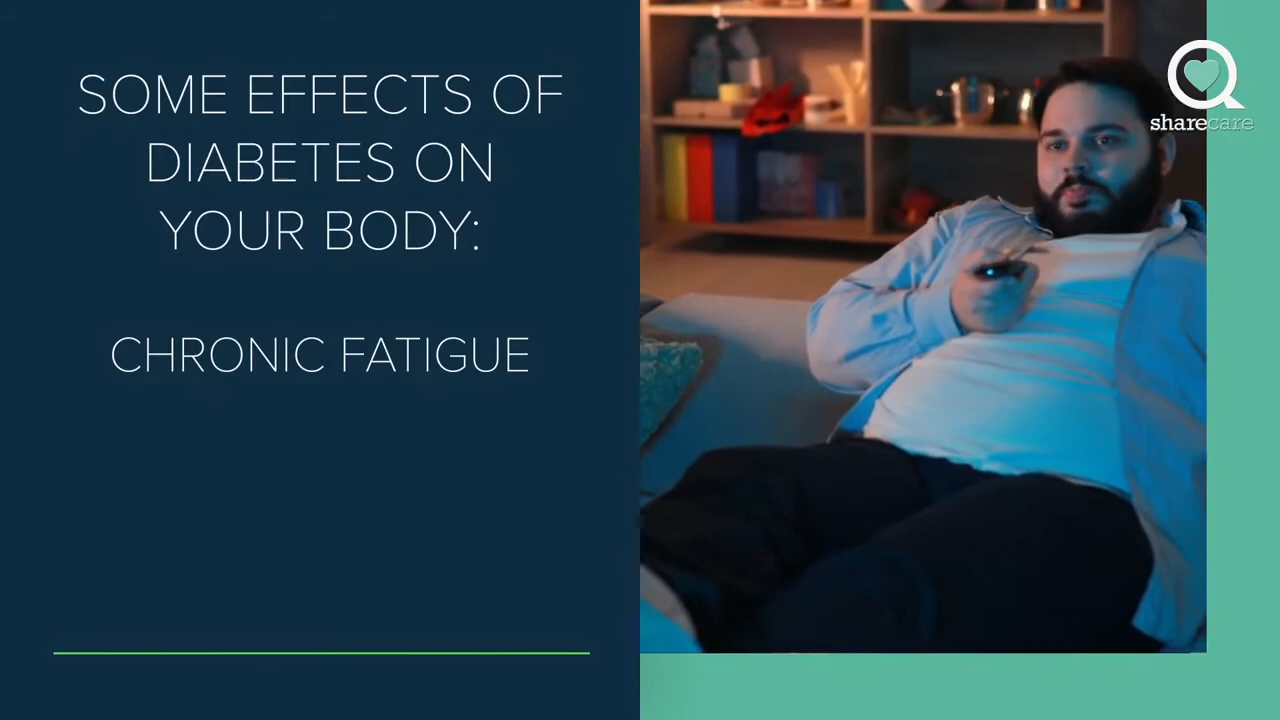 SOME EFFECTS OF
DIABETES ON
YOUR BODY:
CHRONIC FATIGUE
sharecare